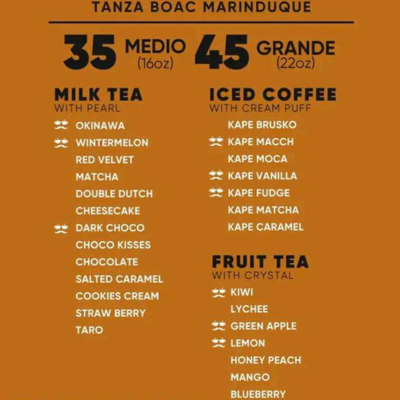 TANZA BOAC MARINDUQUE
35 MEDIO (16oz) 45 GRANDE (22oz)
MILK TEA
WITH PEARL
OKINAWA
WINTERMELON
RED VELVET
MATCHA
DOUBLE DUTCH
CHEESECAKE
DARK CHOCO
CHOCO KISSES
CHOCOLATE
SALTED CARAMEL
COOKIES CREAM
STRAW BERRY
TARO
ICED COFFEE
WITH CREAM PUFF
KAPE BRUSKO
KAPE MACCH
KAPE MOCA
KAPE VANILLA
KAPE FUDGE
KAPE MATCHA
KAPE CARAMEL
FRUIT TEA
WITH CRYSTAL
KIWI
LYCHEE
GREEN APPLE
LEMON
HONEY PEACH
MANGO
BLUEBERRY